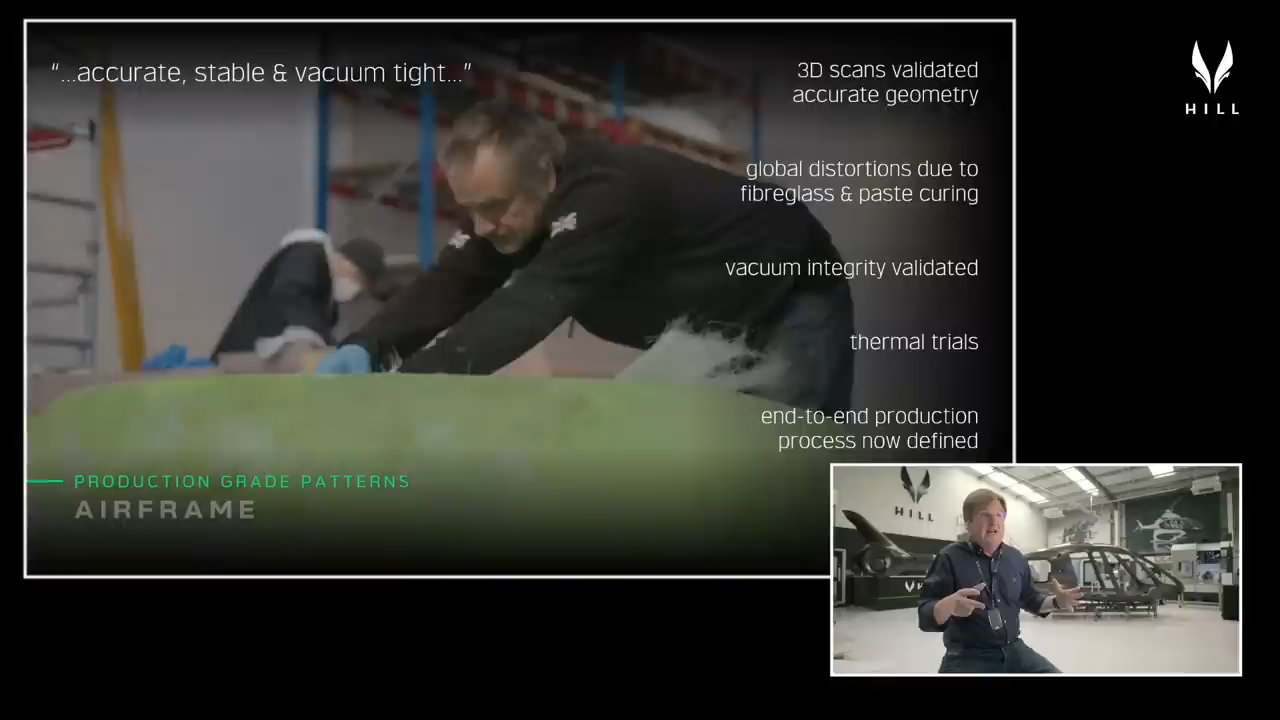 “...accurate, stable & vacuum tight...”
3D scans validated
accurate geometry
global distortions due to
fibreglass & paste curing
vacuum integrity validated
thermal trials
end-to-end production
process now defined
PRODUCTION GRADE PATTERNS
AIRFRAME
HILL
HILL